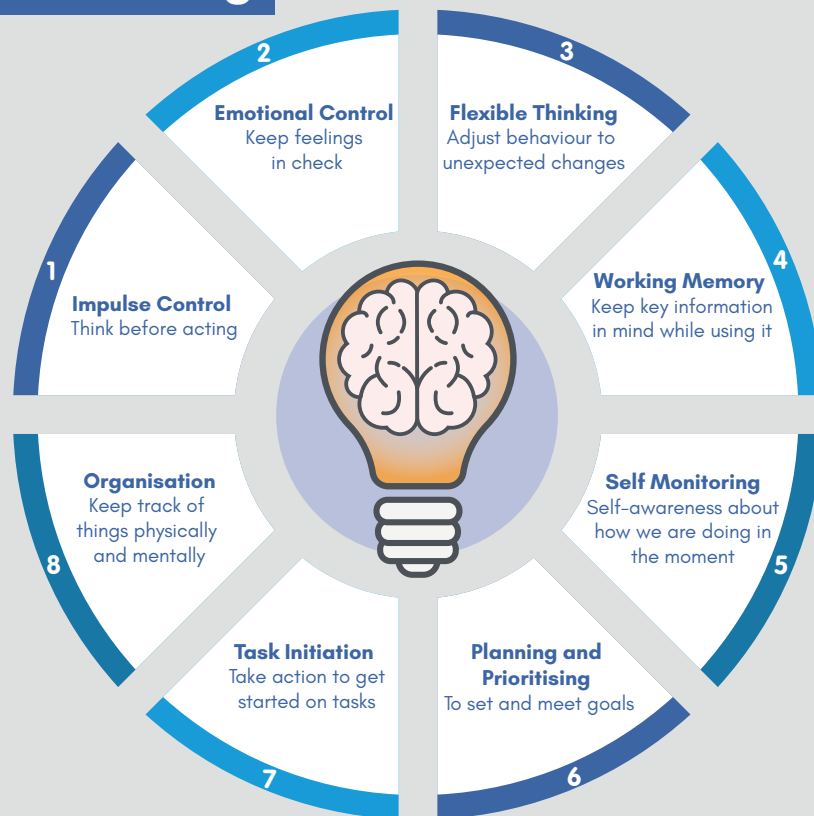 1
Impulse Control
Think before acting
2
Emotional Control
Keep feelings
in check
3
Flexible Thinking
Adjust behaviour to
unexpected changes
4
Working Memory
Keep key information
in mind while using it
5
Self Monitoring
Self-awareness about
how we are doing in
the moment
6
Planning and
Prioritising
To set and meet goals
7
Task Initiation
Take action to get
started on tasks
8
Organisation
Keep track of
things physically
and mentally